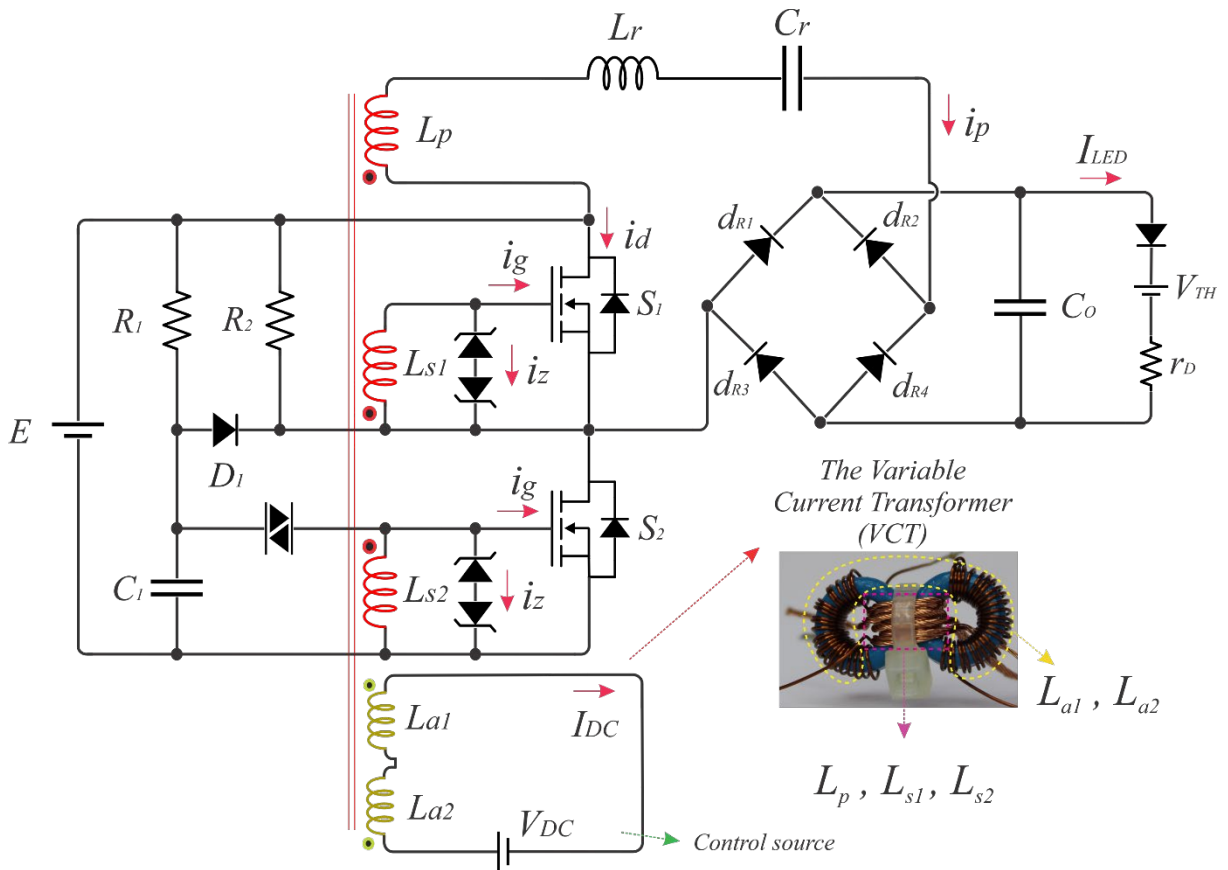 Lr
Cr
Lp
ip
ILED
dR1
dR2
id
ig
S1
VTH
R1
R2
Ls1
iz
Co
rD
dR3
dR4
E
D1
The Variable
Current Transformer
(VCT)
ig
S2
C1
Ls2
iz
La1
IDC
La1 , La2
Lp , Ls1, Ls2
La2
VDC
Control source